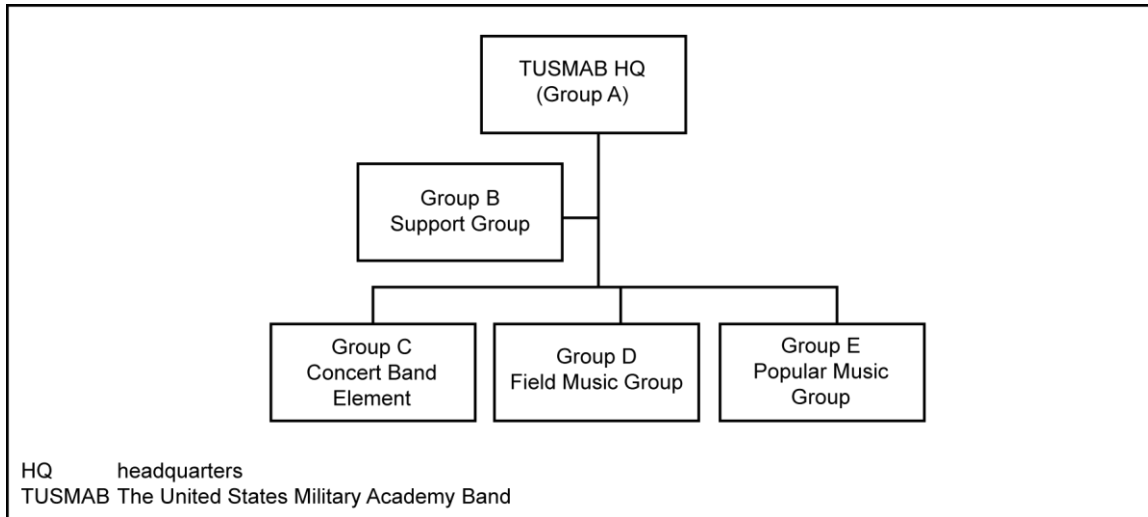 TUSMAB HQ
(Group A)
Group B
Support Group
Group C
Concert Band
Element
Group D
Field Music Group
Group E
Popular Music
Group
HQ headquarters
TUSMAB The United States Military Academy Band